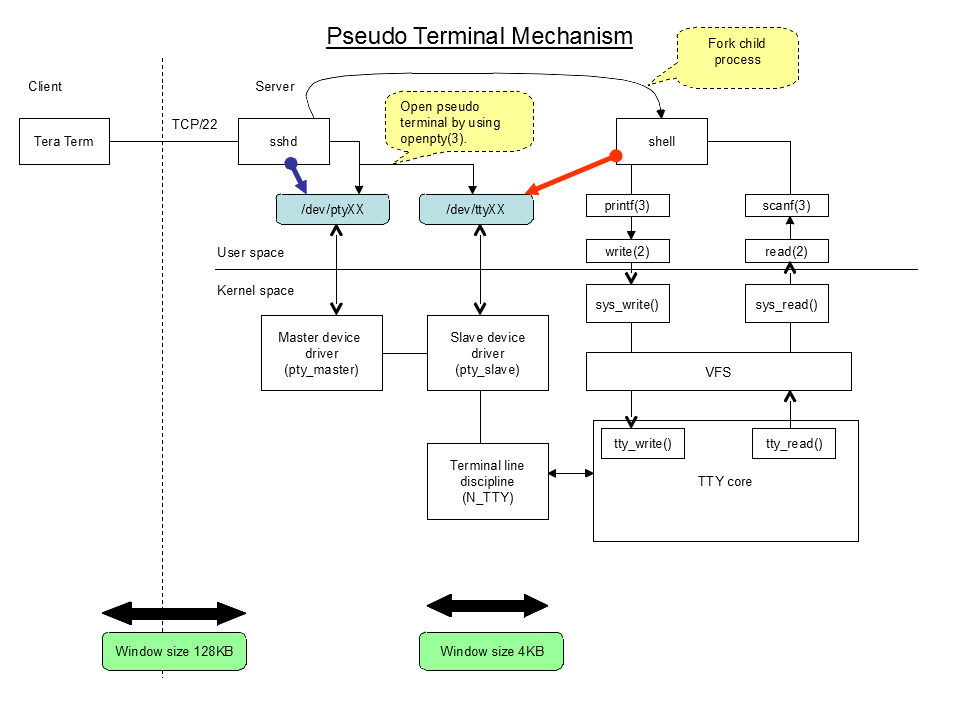 Pseudo Terminal Mechanism
Fork child
process
Client
Server
Open pseudo
terminal by using
openpty(3).
TCP/22
Tera Term
sshd
shell
/dev/ptyXX
/dev/ttyXX
printf(3)
scanf(3)
User space
write(2)
read(2)
Kernel space
sys_write()
sys_read()
Master device
driver
(pty_master)
Slave device
driver
(pty_slave)
VFS
tty_write()
tty_read()
Terminal line
discipline
(N_TTY)
TTY core
Window size 128KB
Window size 4KB